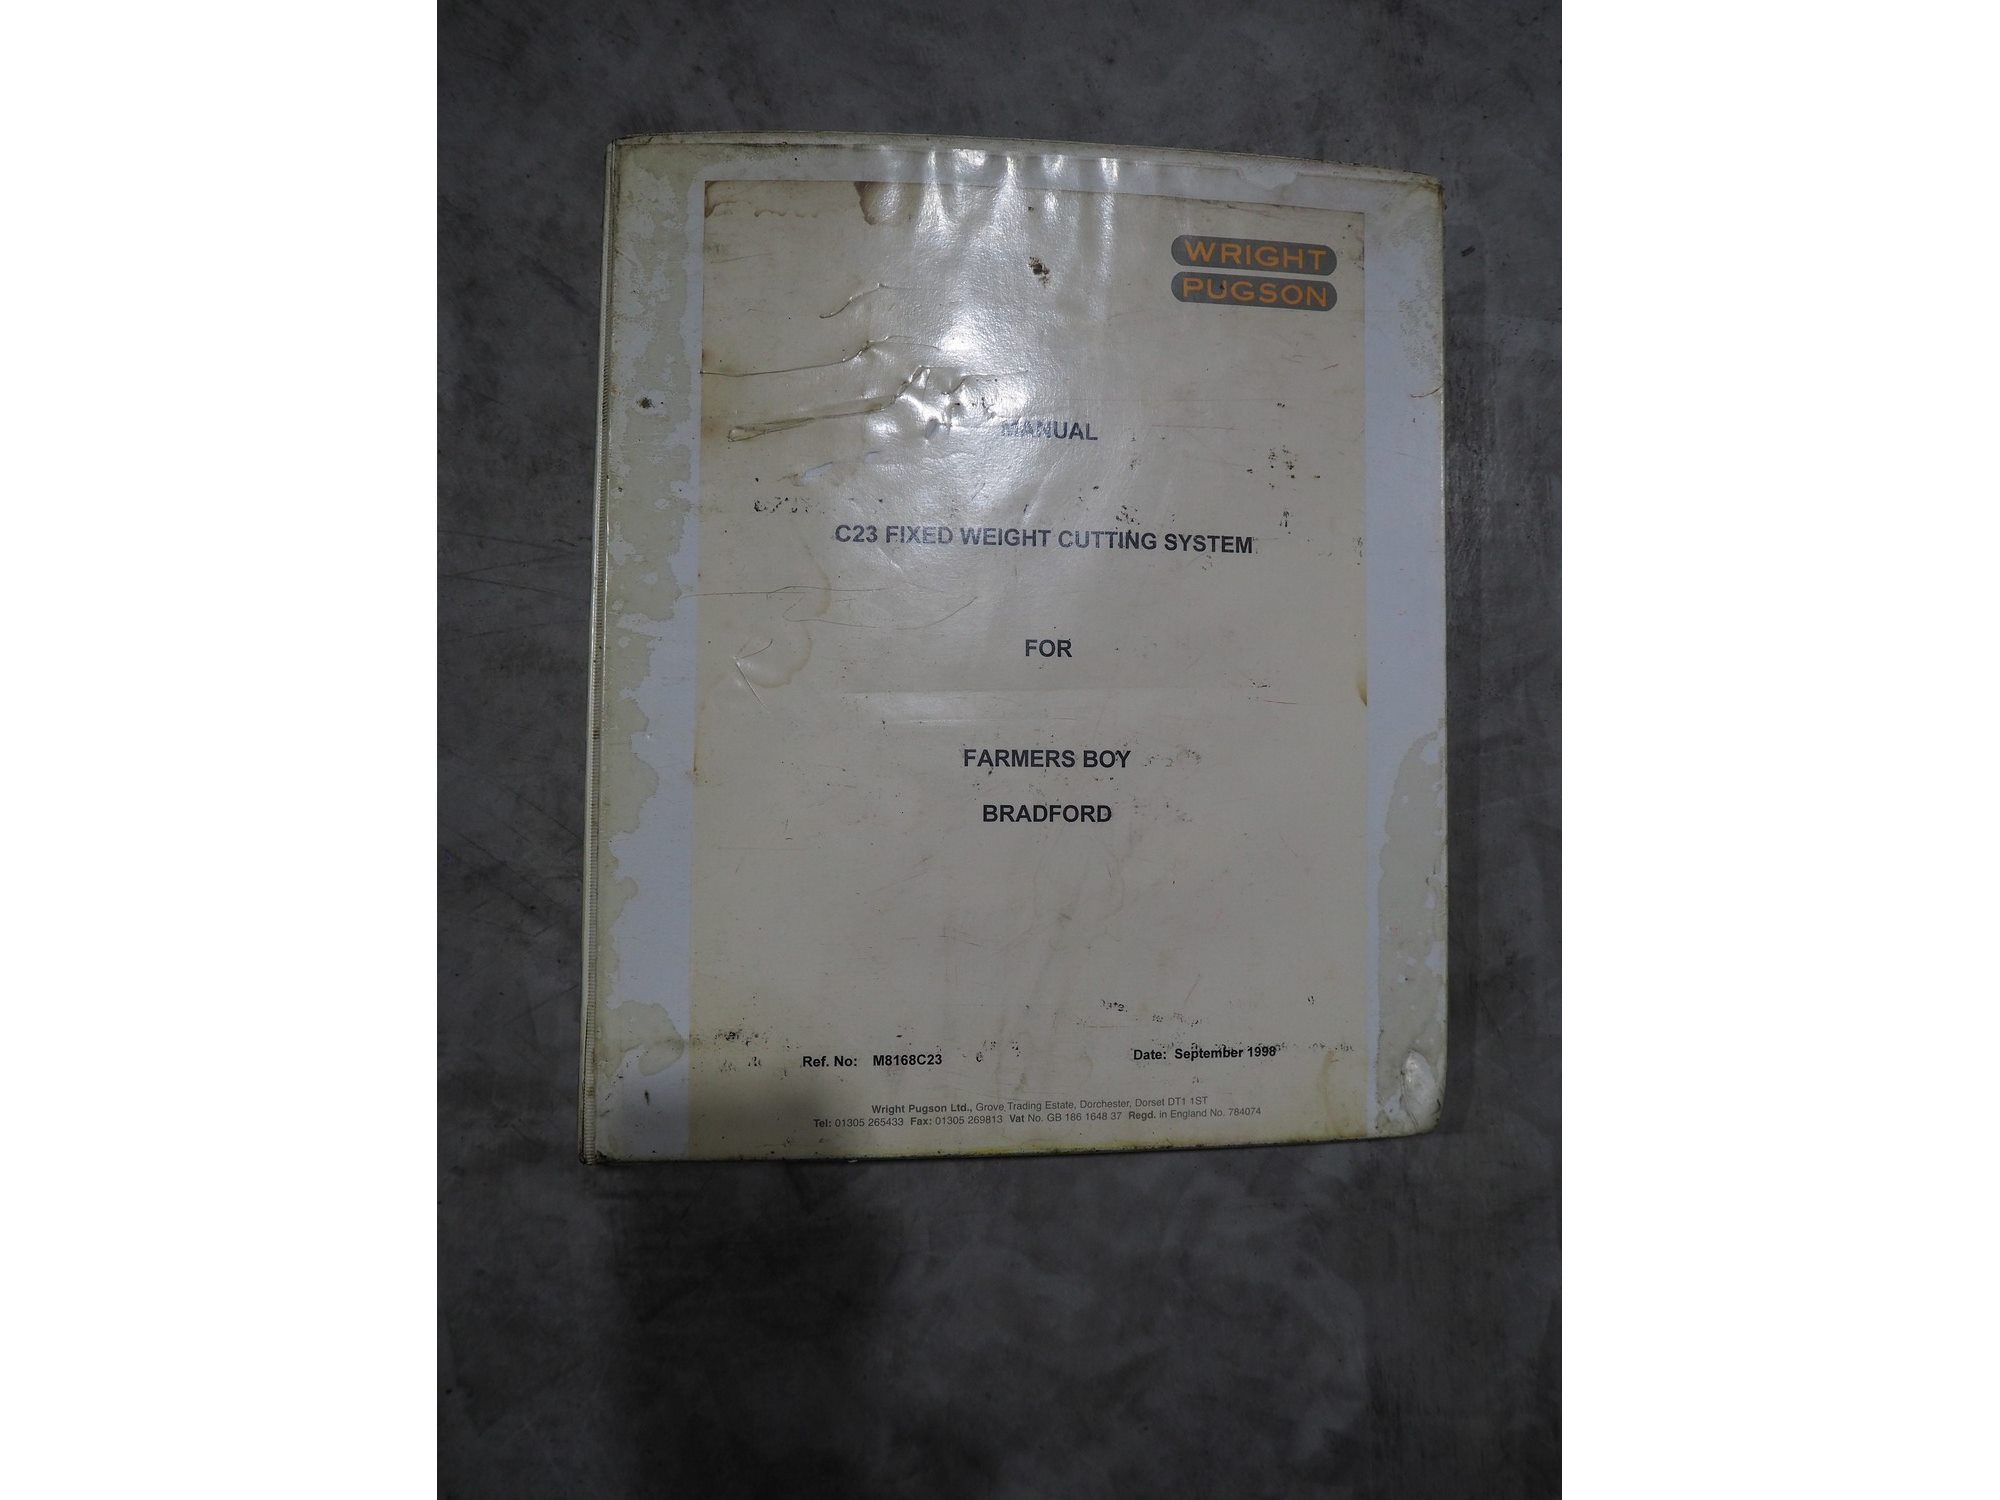 WRIGHT
PUGSON
MANUAL
C23 FIXED WEIGHT CUTTING SYSTEM
FOR
FARMERS BOY
BRADFORD
Ref. No: M8168C23
Date: September 1998
Wright Pugson Ltd., Grove Trading Estate, Dorchester, Dorset DT1 1ST
Tel: 01305 265433 Fax: 01305 269813 Vat No. GB 186 1648 37 Regd. in England No. 784074